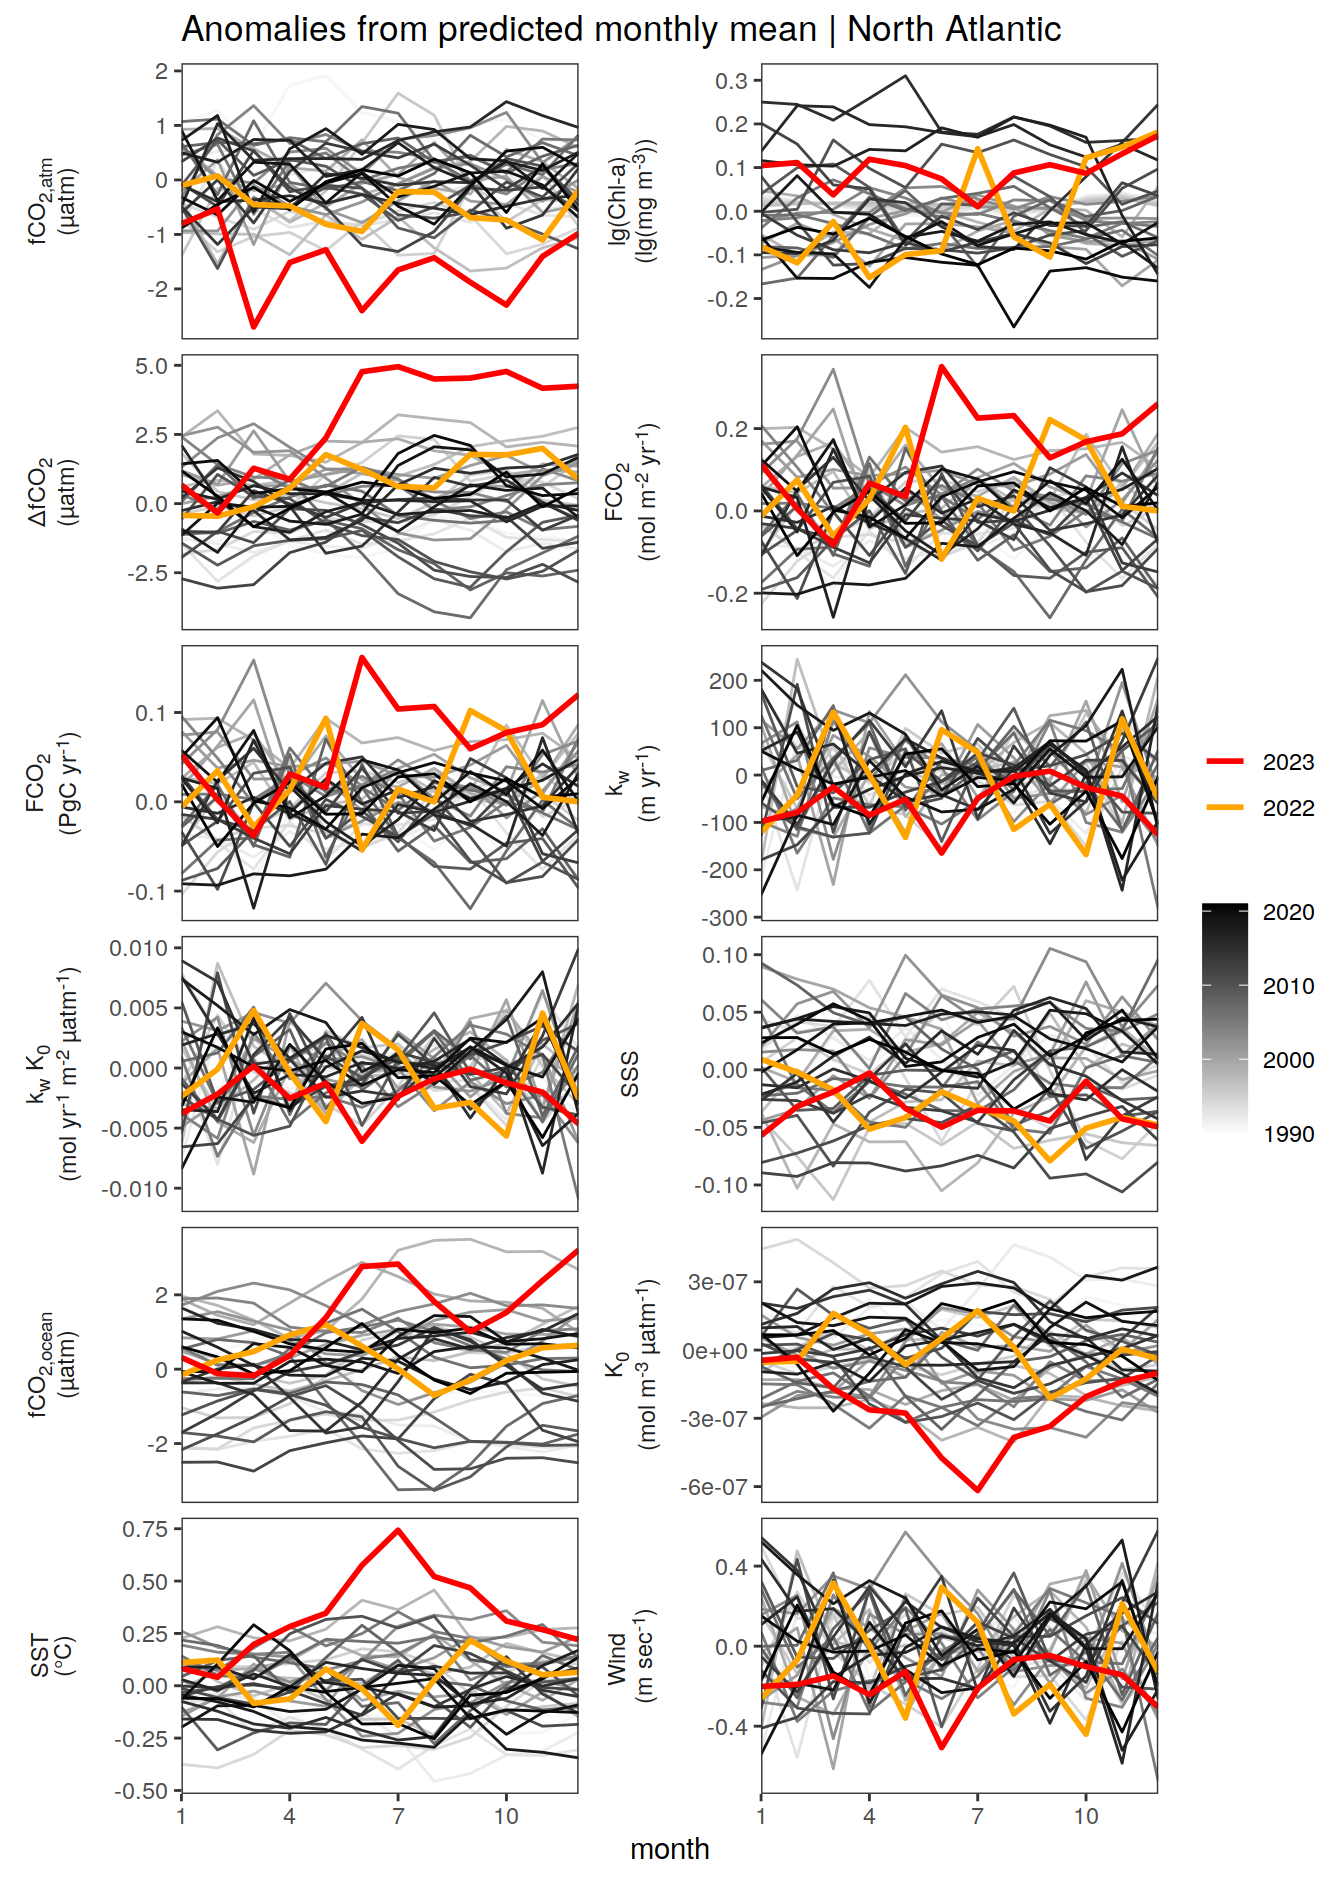 Anomalies from predicted monthly mean | North Atlantic
fCO2,atm
(µatm)
2
1
0
-1
-2
lg(Chl-a)
(lg(mg m-3))
0.3
0.2
0.1
0.0
-0.1
-0.2
ΔfCO2
(µatm)
5.0
2.5
0.0
-2.5
FCO2
(mol m-2 yr-1)
0.2
0.0
-0.2
FCO2
(PgC yr-1)
0.1
0.0
-0.1
kw
(m yr-1)
200
100
0
-100
-200
-300
kw K0
(mol yr-1 m-2 µatm-1)
0.010
0.005
0.000
-0.005
-0.010
SSS
0.10
0.05
0.00
-0.05
-0.10
fCO2,ocean
(µatm)
2
0
-2
K0
(mol m-3 µatm-1)
3e-07
0e+00
-3e-07
-6e-07
SST
(°C)
0.75
0.50
0.25
0.00
-0.25
-0.50
Wind
(m sec-1)
0.4
0.0
-0.4
1 4 7 10
1 4 7 10
month
2023
2022
2020
2010
2000
1990